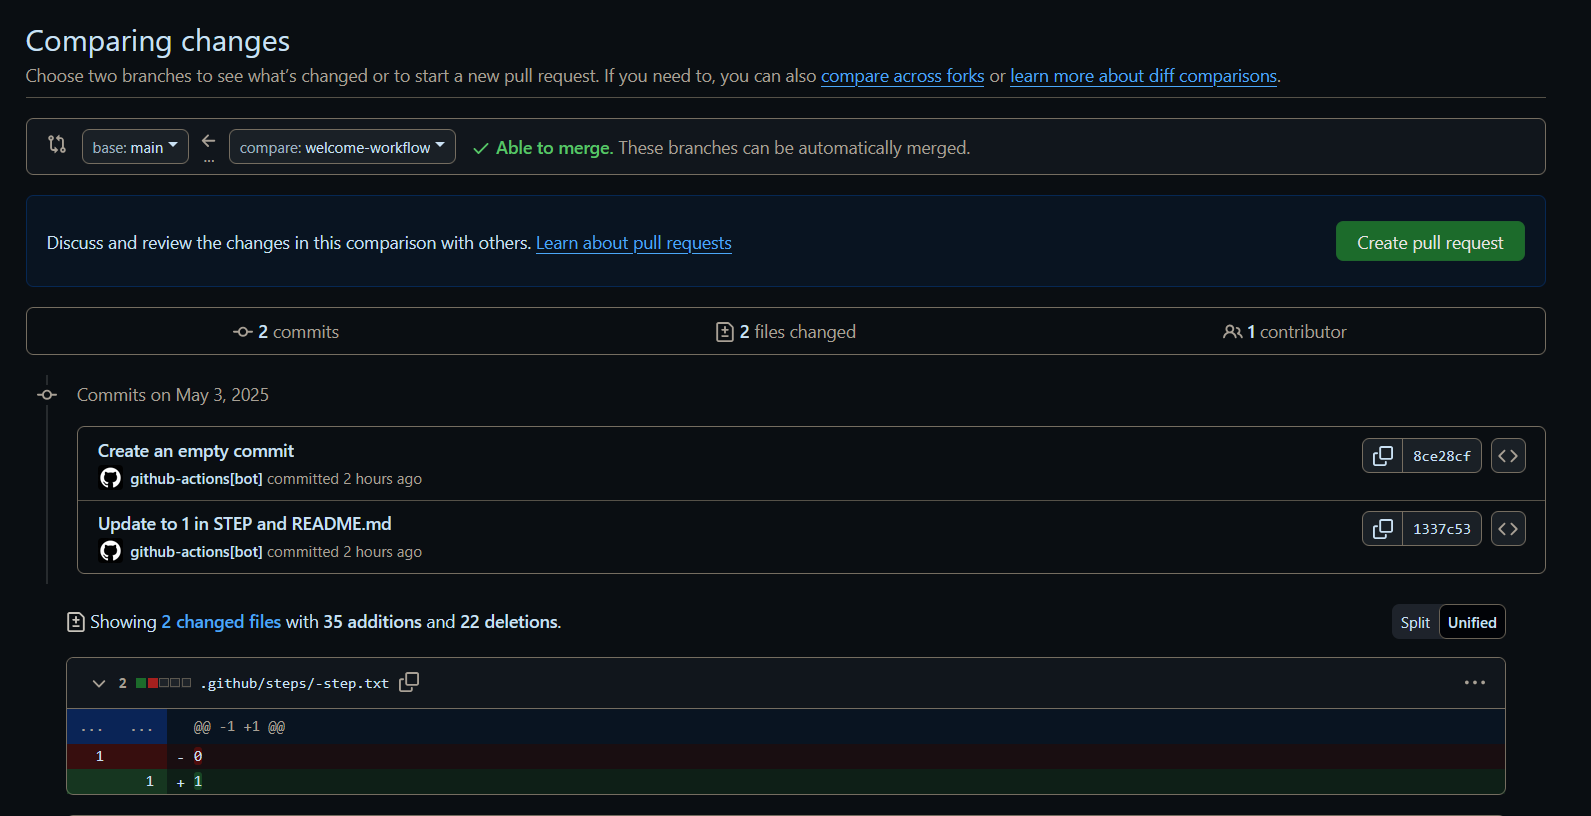 Comparing changes
Choose two branches to see what's changed or to start a new pull request. If you need to, you can also compare across forks or learn more about diff comparisons.
base: main ... compare: welcome-workflow Able to merge. These branches can be automatically merged.
Discuss and review the changes in this comparison with others. Learn about pull requests Create pull request
2 commits 2 files changed 1 contributor
Commits on May 3, 2025
Create an empty commit
github-actions[bot] committed 2 hours ago 8ce28cf
Update to 1 in STEP and README.md
github-actions[bot] committed 2 hours ago 1337c53
Showing 2 changed files with 35 additions and 22 deletions. Split Unified
2 .github/steps/-step.txt ...
... ... @@ -1 +1 @@
1 - 0
1 + 1